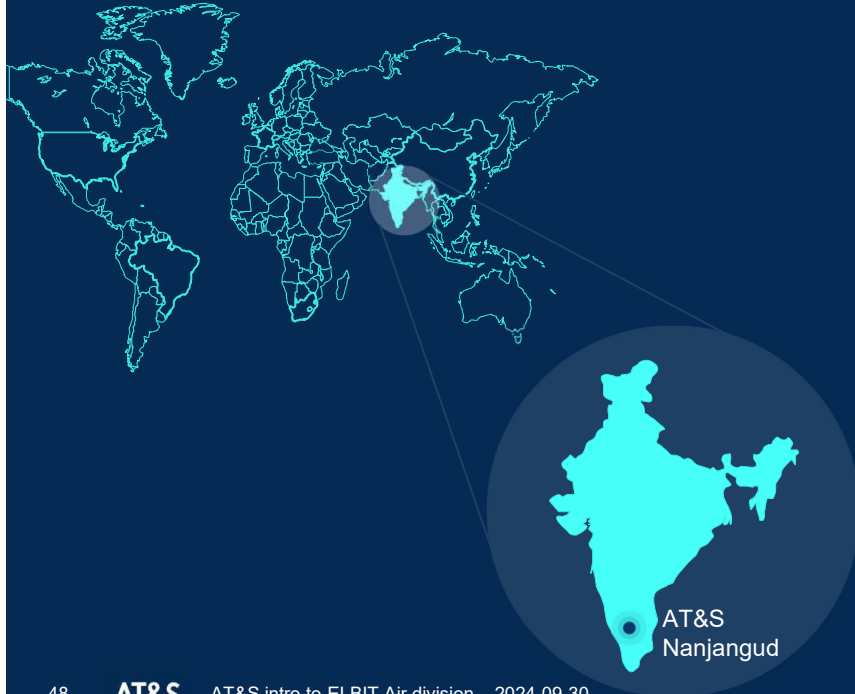 AT&S
Nanjangud
48 AT&S AT&S intro to ELBIT Air division 2024-09-30